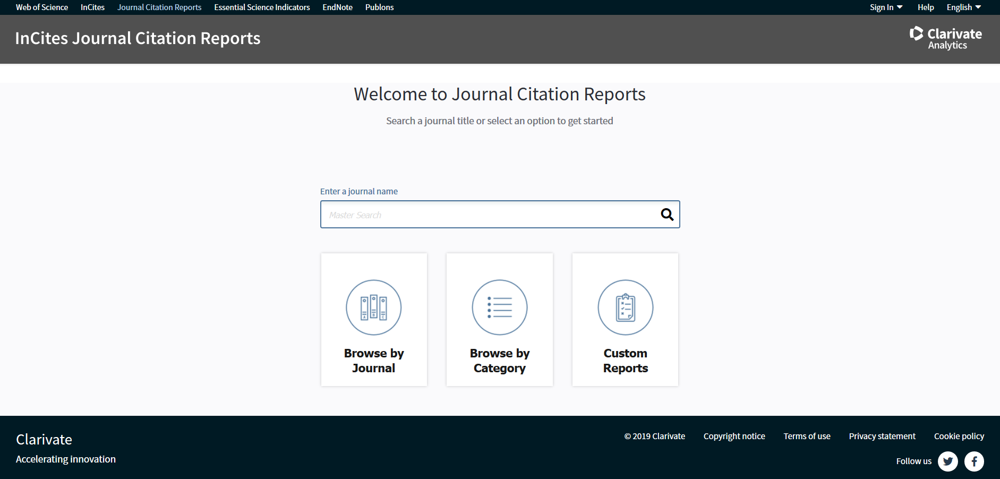 Web of Science InCites Journal Citation Reports Essential Science Indicators EndNote Publons Sign In Help English
InCites Journal Citation Reports
Clarivate
Analytics
Welcome to Journal Citation Reports
Search a journal title or select an option to get started
Enter a journal name
Master Search
A B C
Browse by
Journal
Browse by
Category
Custom
Reports
Clarivate
Accelerating innovation
© 2019 Clarivate Copyright notice Terms of use Privacy statement Cookie policy
Follow us